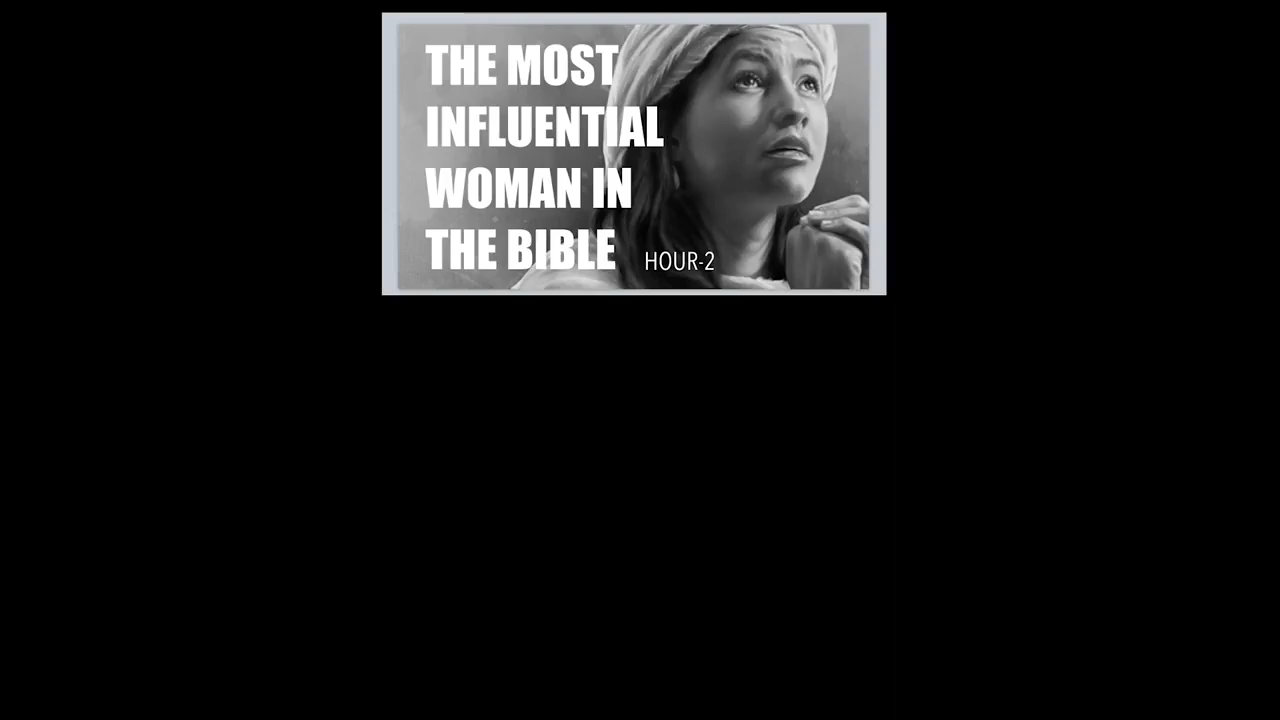 THE MOST
INFLUENTIAL
WOMAN IN
THE BIBLE HOUR-2